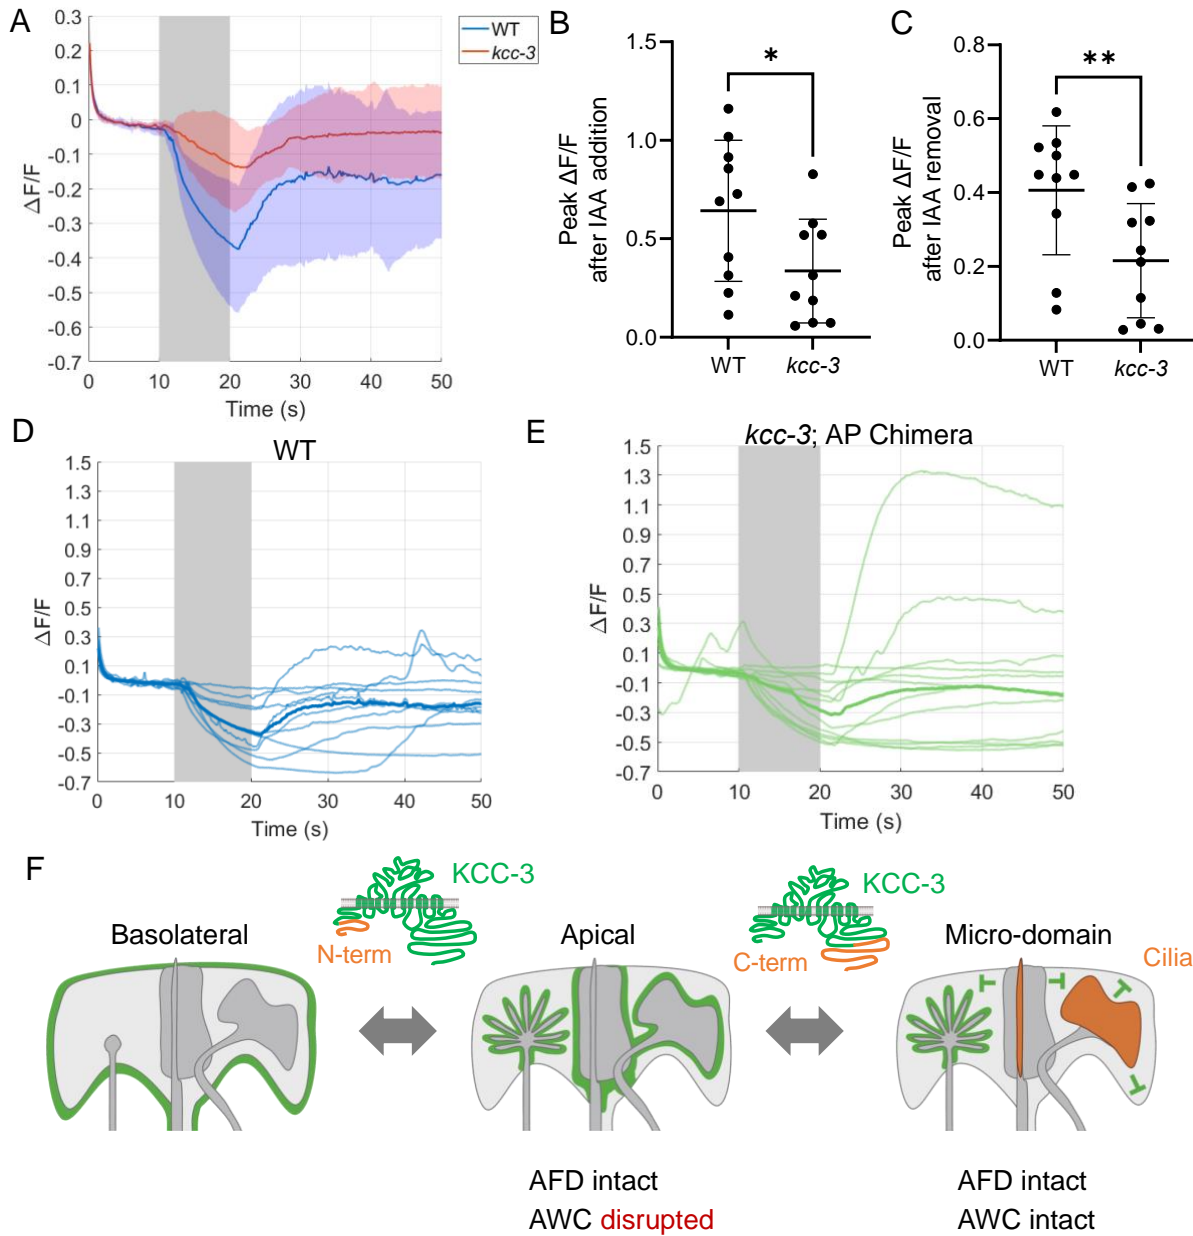 A
0.3
0.2
0.1
0
-0.1
-0.2
-0.3
-0.4
-0.5
-0.6
-0.7
ΔF/F
0 10 20 30 40 50
Time (s)
WT
kcc-3
B
Peak ΔF/F
after IAA addition
1.5
1.0
0.5
0.0
*
WT kcc-3
C
Peak ΔF/F
after IAA removal
0.8
0.6
0.4
0.2
0.0
**
WT kcc-3
D
WT
1.5
1.3
1.1
0.9
0.7
0.5
0.3
0.1
-0.1
-0.3
-0.5
-0.7
ΔF/F
0 10 20 30 40 50
Time (s)
E
kcc-3; AP Chimera
1.5
1.3
1.1
0.9
0.7
0.5
0.3
0.1
-0.1
-0.3
-0.5
-0.7
ΔF/F
0 10 20 30 40 50
Time (s)
F
KCC-3
N-term
KCC-3
C-term
Basolateral
Apical
Micro-domain
Cilia
AFD intact
AWC disrupted
AFD intact
AWC intact